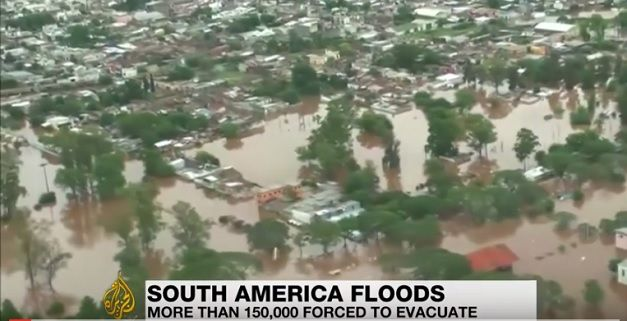 SOUTH AMERICA FLOODS
MORE THAN 150,000 FORCED TO EVACUATE